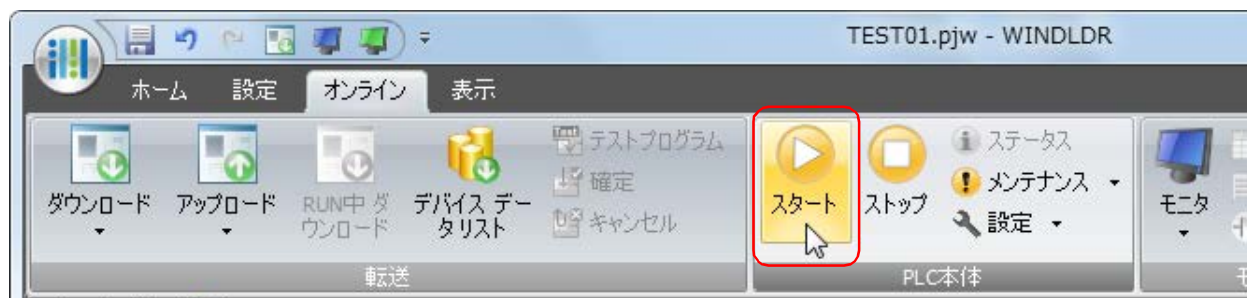 TEST01.pjw - WINDLDR
ホーム 設定 オンライン 表示
ダウンロード
アップロード
RUN中 ダ
ウンロード
デバイス デー
タリスト
テストプログラム
確定
キャンセル
転送
スタート
ストップ
ステータス
メンテナンス
設定
PLC本体
モニタ